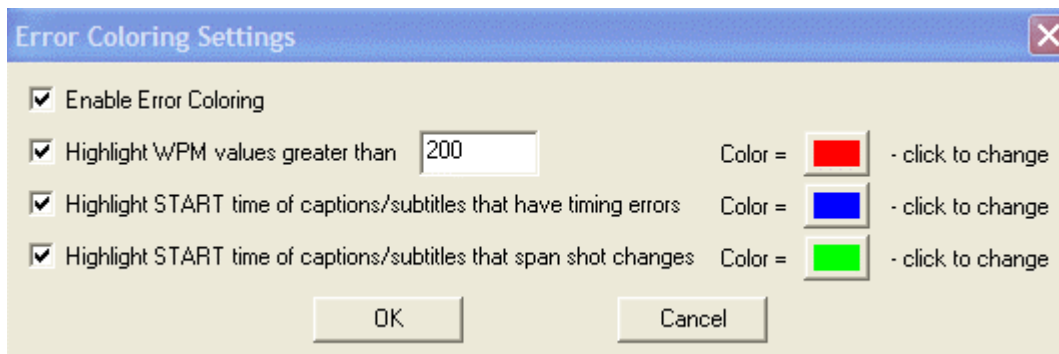 Error Coloring Settings
Enable Error Coloring
Highlight WPM values greater than 200 Color = - click to change
Highlight START time of captions/subtitles that have timing errors Color = - click to change
Highlight START time of captions/subtitles that span shot changes Color = - click to change
OK Cancel